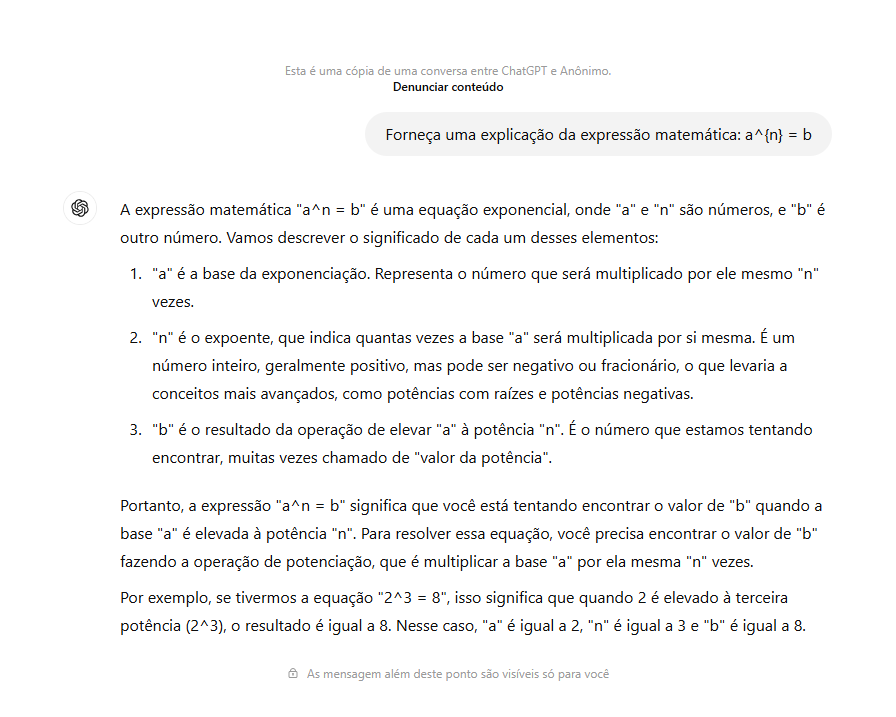 Esta é uma cópia de uma conversa entre ChatGPT e Anônimo.
Denunciar conteúdo
Forneça uma explicação da expressão matemática: a^{n} = b
A expressão matemática "a^n = b" é uma equação exponencial, onde "a" e "n" são números, e "b" é
outro número. Vamos descrever o significado de cada um desses elementos:
1. "a" é a base da exponenciação. Representa o número que será multiplicado por ele mesmo "n"
vezes.
2. "n" é o expoente, que indica quantas vezes a base "a" será multiplicada por si mesma. É um
número inteiro, geralmente positivo, mas pode ser negativo ou fracionário, o que levaria a
conceitos mais avançados, como potências com raízes e potências negativas.
3. "b" é o resultado da operação de elevar "a" à potência "n". É o número que estamos tentando
encontrar, muitas vezes chamado de "valor da potência".
Portanto, a expressão "a^n = b" significa que você está tentando encontrar o valor de "b" quando a
base "a" é elevada à potência "n". Para resolver essa equação, você precisa encontrar o valor de "b"
fazendo a operação de potenciação, que é multiplicar a base "a" por ela mesma "n" vezes.
Por exemplo, se tivermos a equação "2^3 = 8", isso significa que quando 2 é elevado à terceira
potência (2^3), o resultado é igual a 8. Nesse caso, "a" é igual a 2, "n" é igual a 3 e "b" é igual a 8.
As mensagem além deste ponto são visíveis só para você